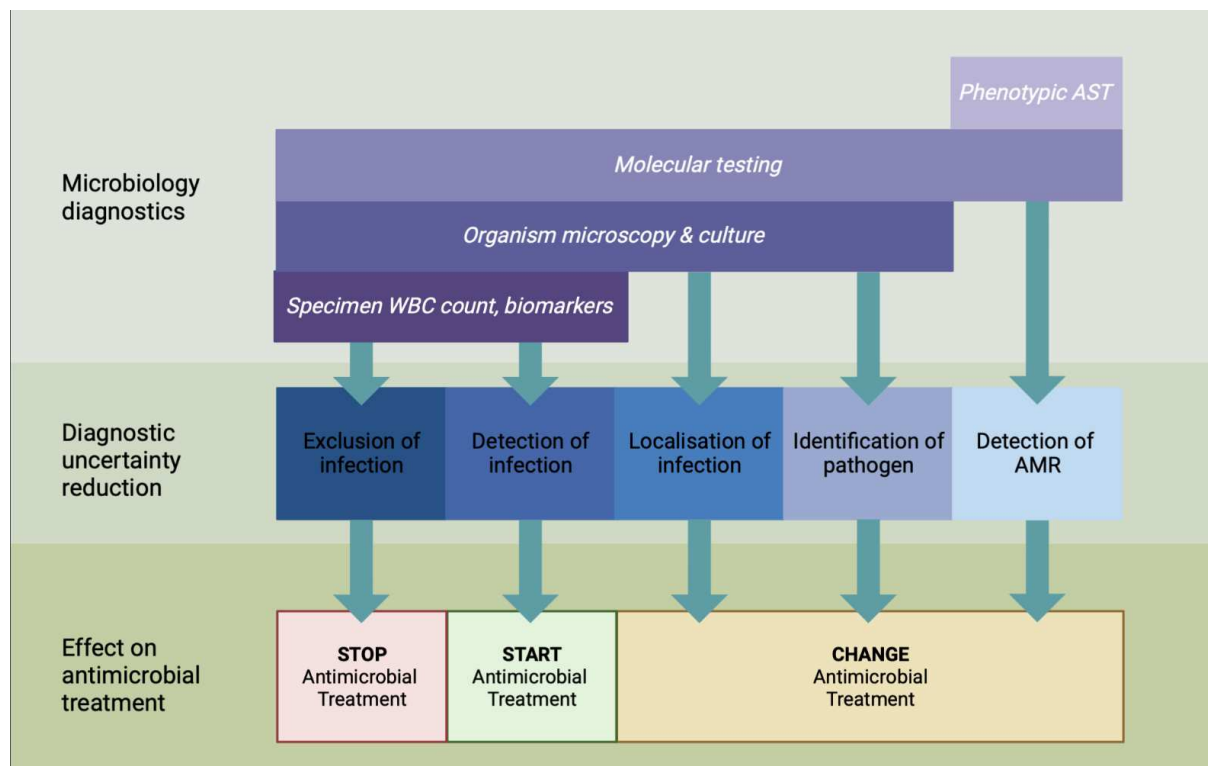 Phenotypic AST
Molecular testing
Microbiology
diagnostics
Organism microscopy & culture
Specimen WBC count, biomarkers
Diagnostic
uncertainty
reduction
Exclusion of
infection
Detection of
infection
Localisation of
infection
Identification of
pathogen
Detection of
AMR
Effect on
antimicrobial
treatment
STOP
Antimicrobial
Treatment
START
Antimicrobial
Treatment
CHANGE
Antimicrobial
Treatment